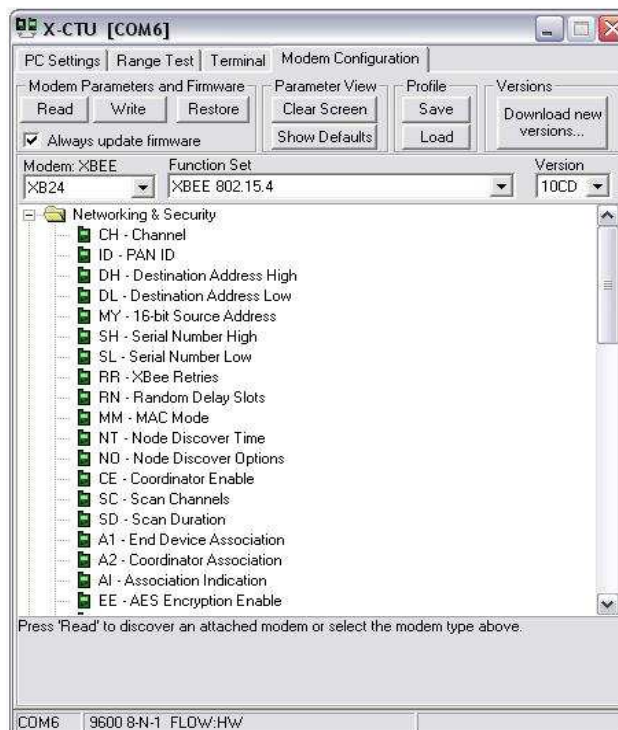 X-CTU [COM6]
PC Settings Range Test Terminal Modem Configuration
Modem Parameters and Firmware Parameter View Profile Versions
Read Write Restore Clear Screen Save Download new versions...
Always update firmware Show Defaults Load
Modem: XBEE Function Set Version
XB24 XBEE 802.15.4 10CD
Networking & Security
CH - Channel
ID - PAN ID
DH - Destination Address High
DL - Destination Address Low
MY - 16-bit Source Address
SH - Serial Number High
SL - Serial Number Low
RR - XBee Retries
RN - Random Delay Slots
MM - MAC Mode
NT - Node Discover Time
NO - Node Discover Options
CE - Coordinator Enable
SC - Scan Channels
SD - Scan Duration
A1 - End Device Association
A2 - Coordinator Association
AI - Association Indication
EE - AES Encryption Enable
Press 'Read' to discover an attached modem or select the modem type above.
COM6 9600 8-N-1 FLOW:HW